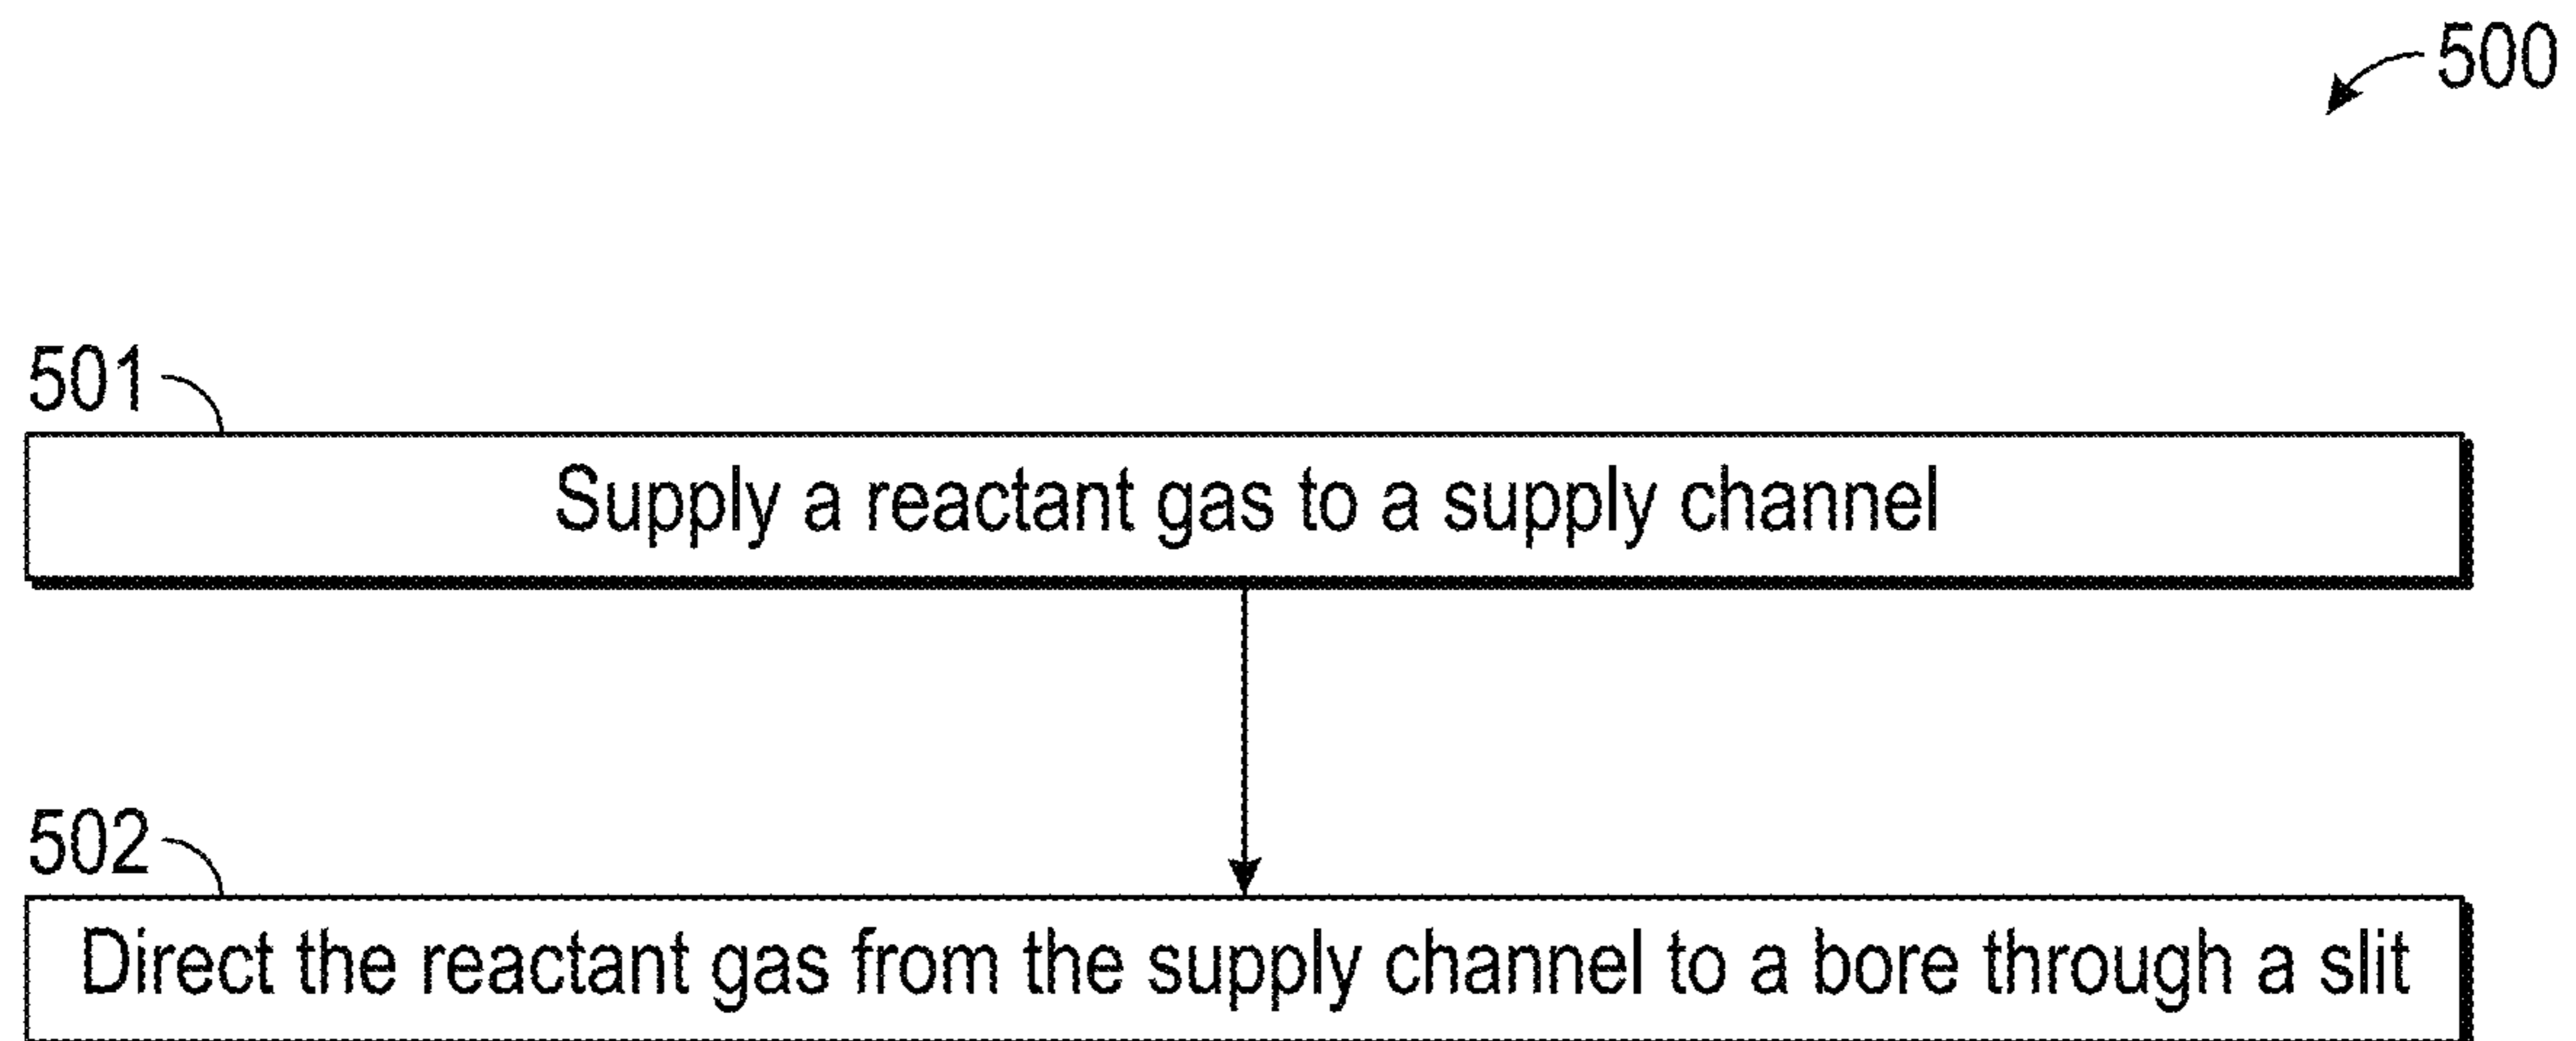 500
501
Supply a reactant gas to a supply channel
502
Direct the reactant gas from the supply channel to a bore through a slit